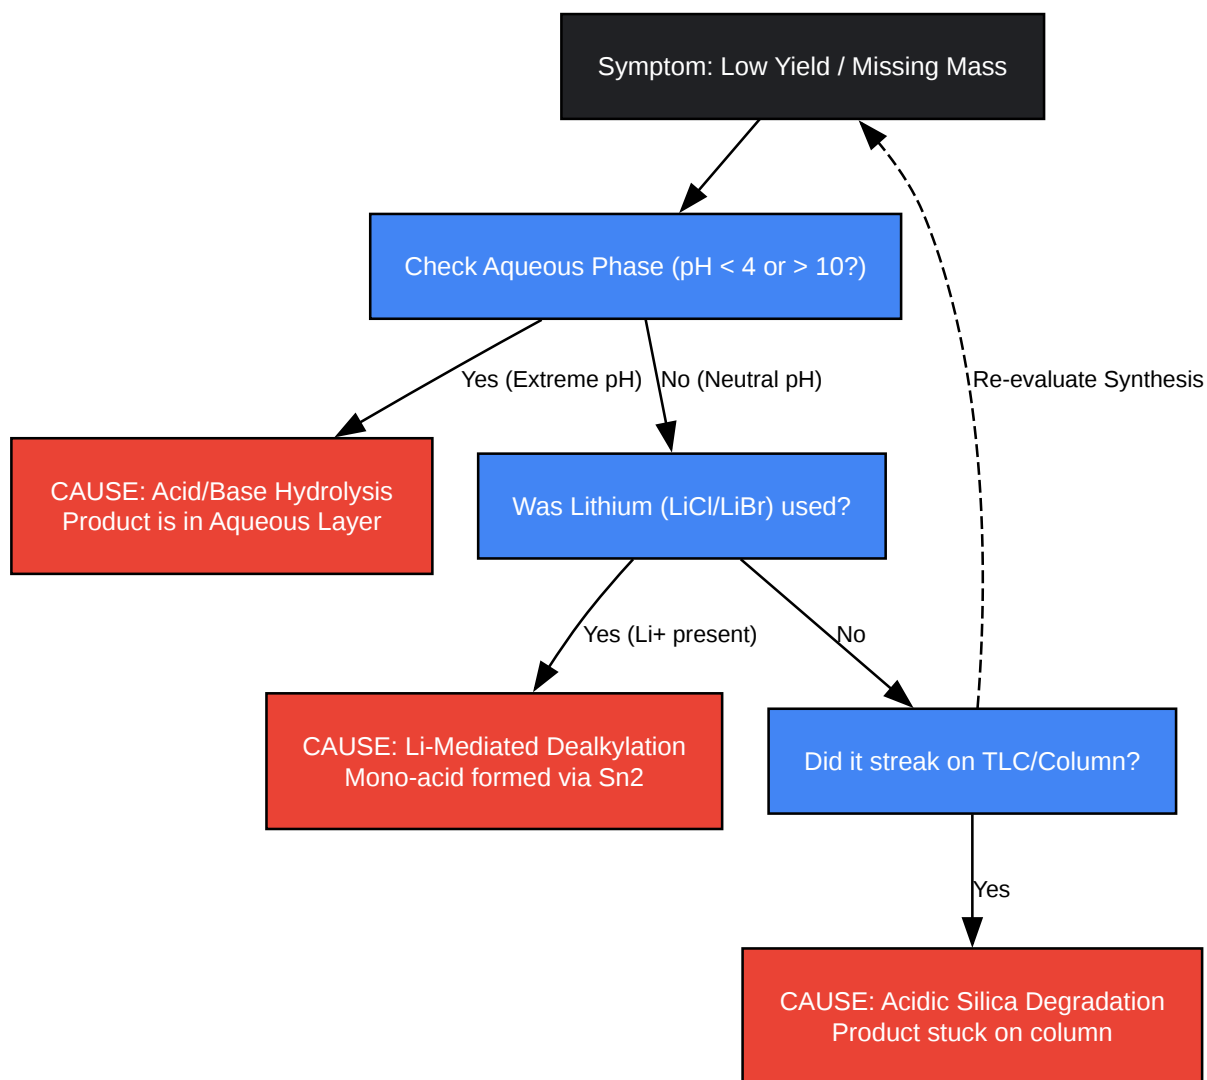 Symptom: Low Yield / Missing Mass
Check Aqueous Phase (pH < 4 or > 10?)
Yes (Extreme pH)
No (Neutral pH)
Re-evaluate Synthesis
CAUSE: Acid/Base Hydrolysis
Product is in Aqueous Layer
Was Lithium (LiCl/LiBr) used?
Yes (Li+ present)
No
CAUSE: Li-Mediated Dealkylation
Mono-acid formed via Sn2
Did it streak on TLC/Column?
Yes
CAUSE: Acidic Silica Degradation
Product stuck on column